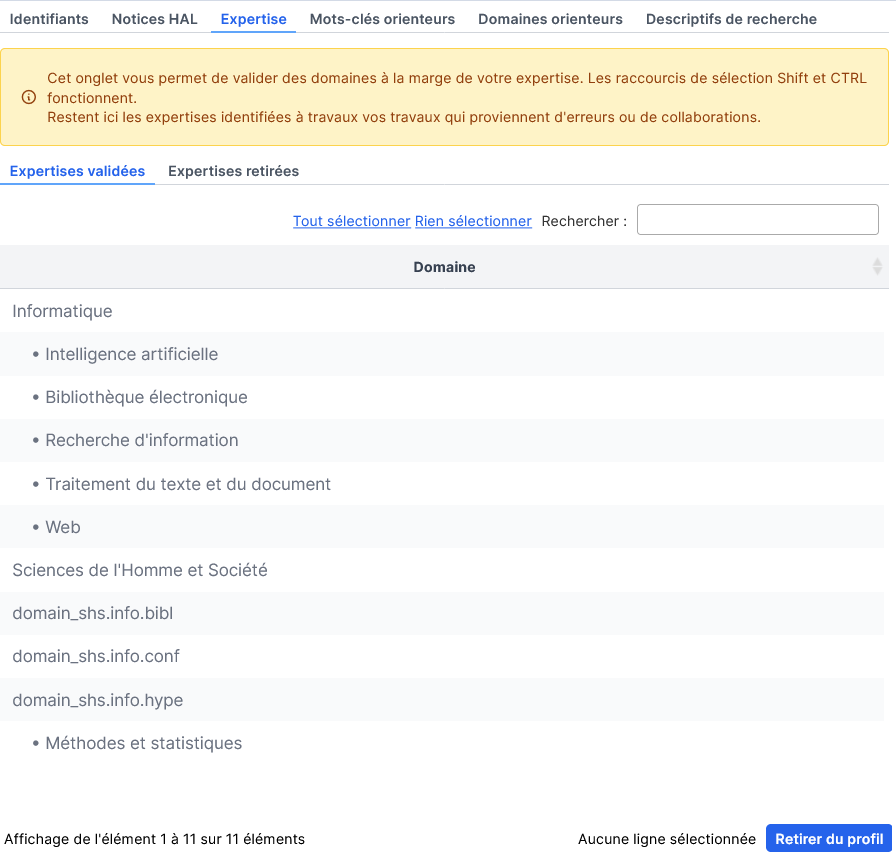 Identifiants Notices HAL Expertise Mots-clés orienteurs Domaines orienteurs Descriptifs de recherche
Cet onglet vous permet de valider des domaines à la marge de votre expertise. Les raccourcis de sélection Shift et CTRL
fonctionnent.
Restent ici les expertises identifiées à travaux vos travaux qui proviennent d'erreurs ou de collaborations.
Expertises validées Expertises retirées
Tout sélectionner Rien sélectionner Rechercher :
Domaine
Informatique
• Intelligence artificielle
• Bibliothèque électronique
• Recherche d'information
• Traitement du texte et du document
• Web
Sciences de l'Homme et Société
domain_shs.info.bibl
domain_shs.info.conf
domain_shs.info.hype
• Méthodes et statistiques
Affichage de l'élément 1 à 11 sur 11 éléments Aucune ligne sélectionnée Retirer du profil